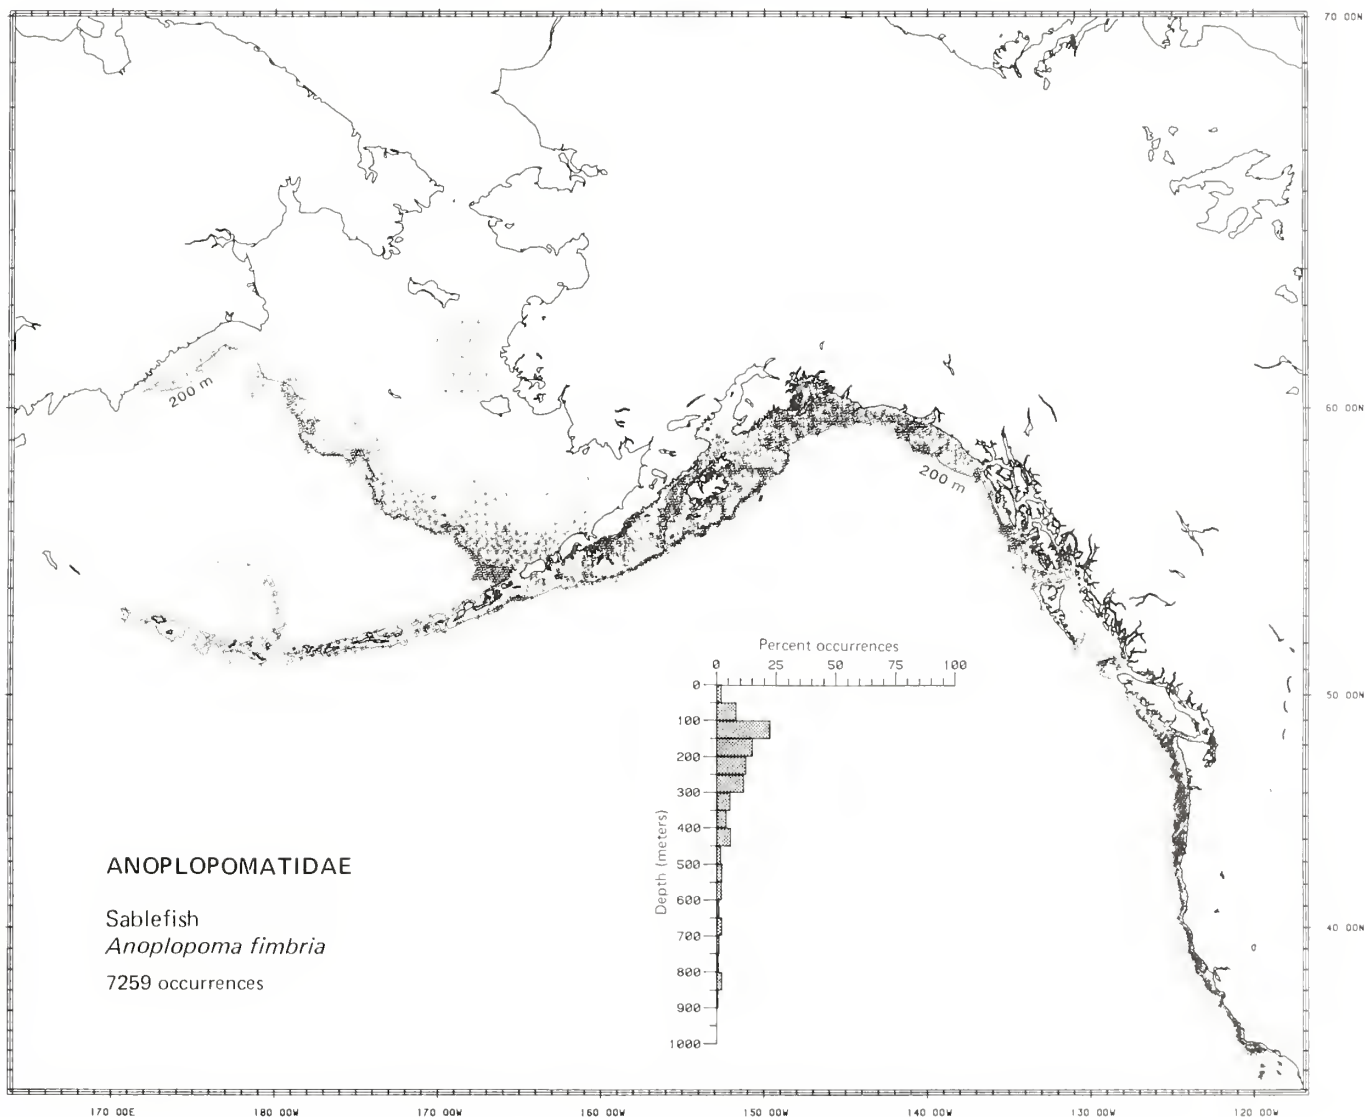 70 00N
200 m
60 00N
200 m
Percent occurrences
0 25 50 75 100
0
50 00N
100
200
300
400
Depth (meters)
500
600
700
800
900
1000
ANOPLOPOMATIDAE
Sablefish
Anoplopoma fimbria
7259 occurrences
40 00N
170 00E 180 00W 170 00W 160 00W 150 00W 140 00W 130 00W 120 00W